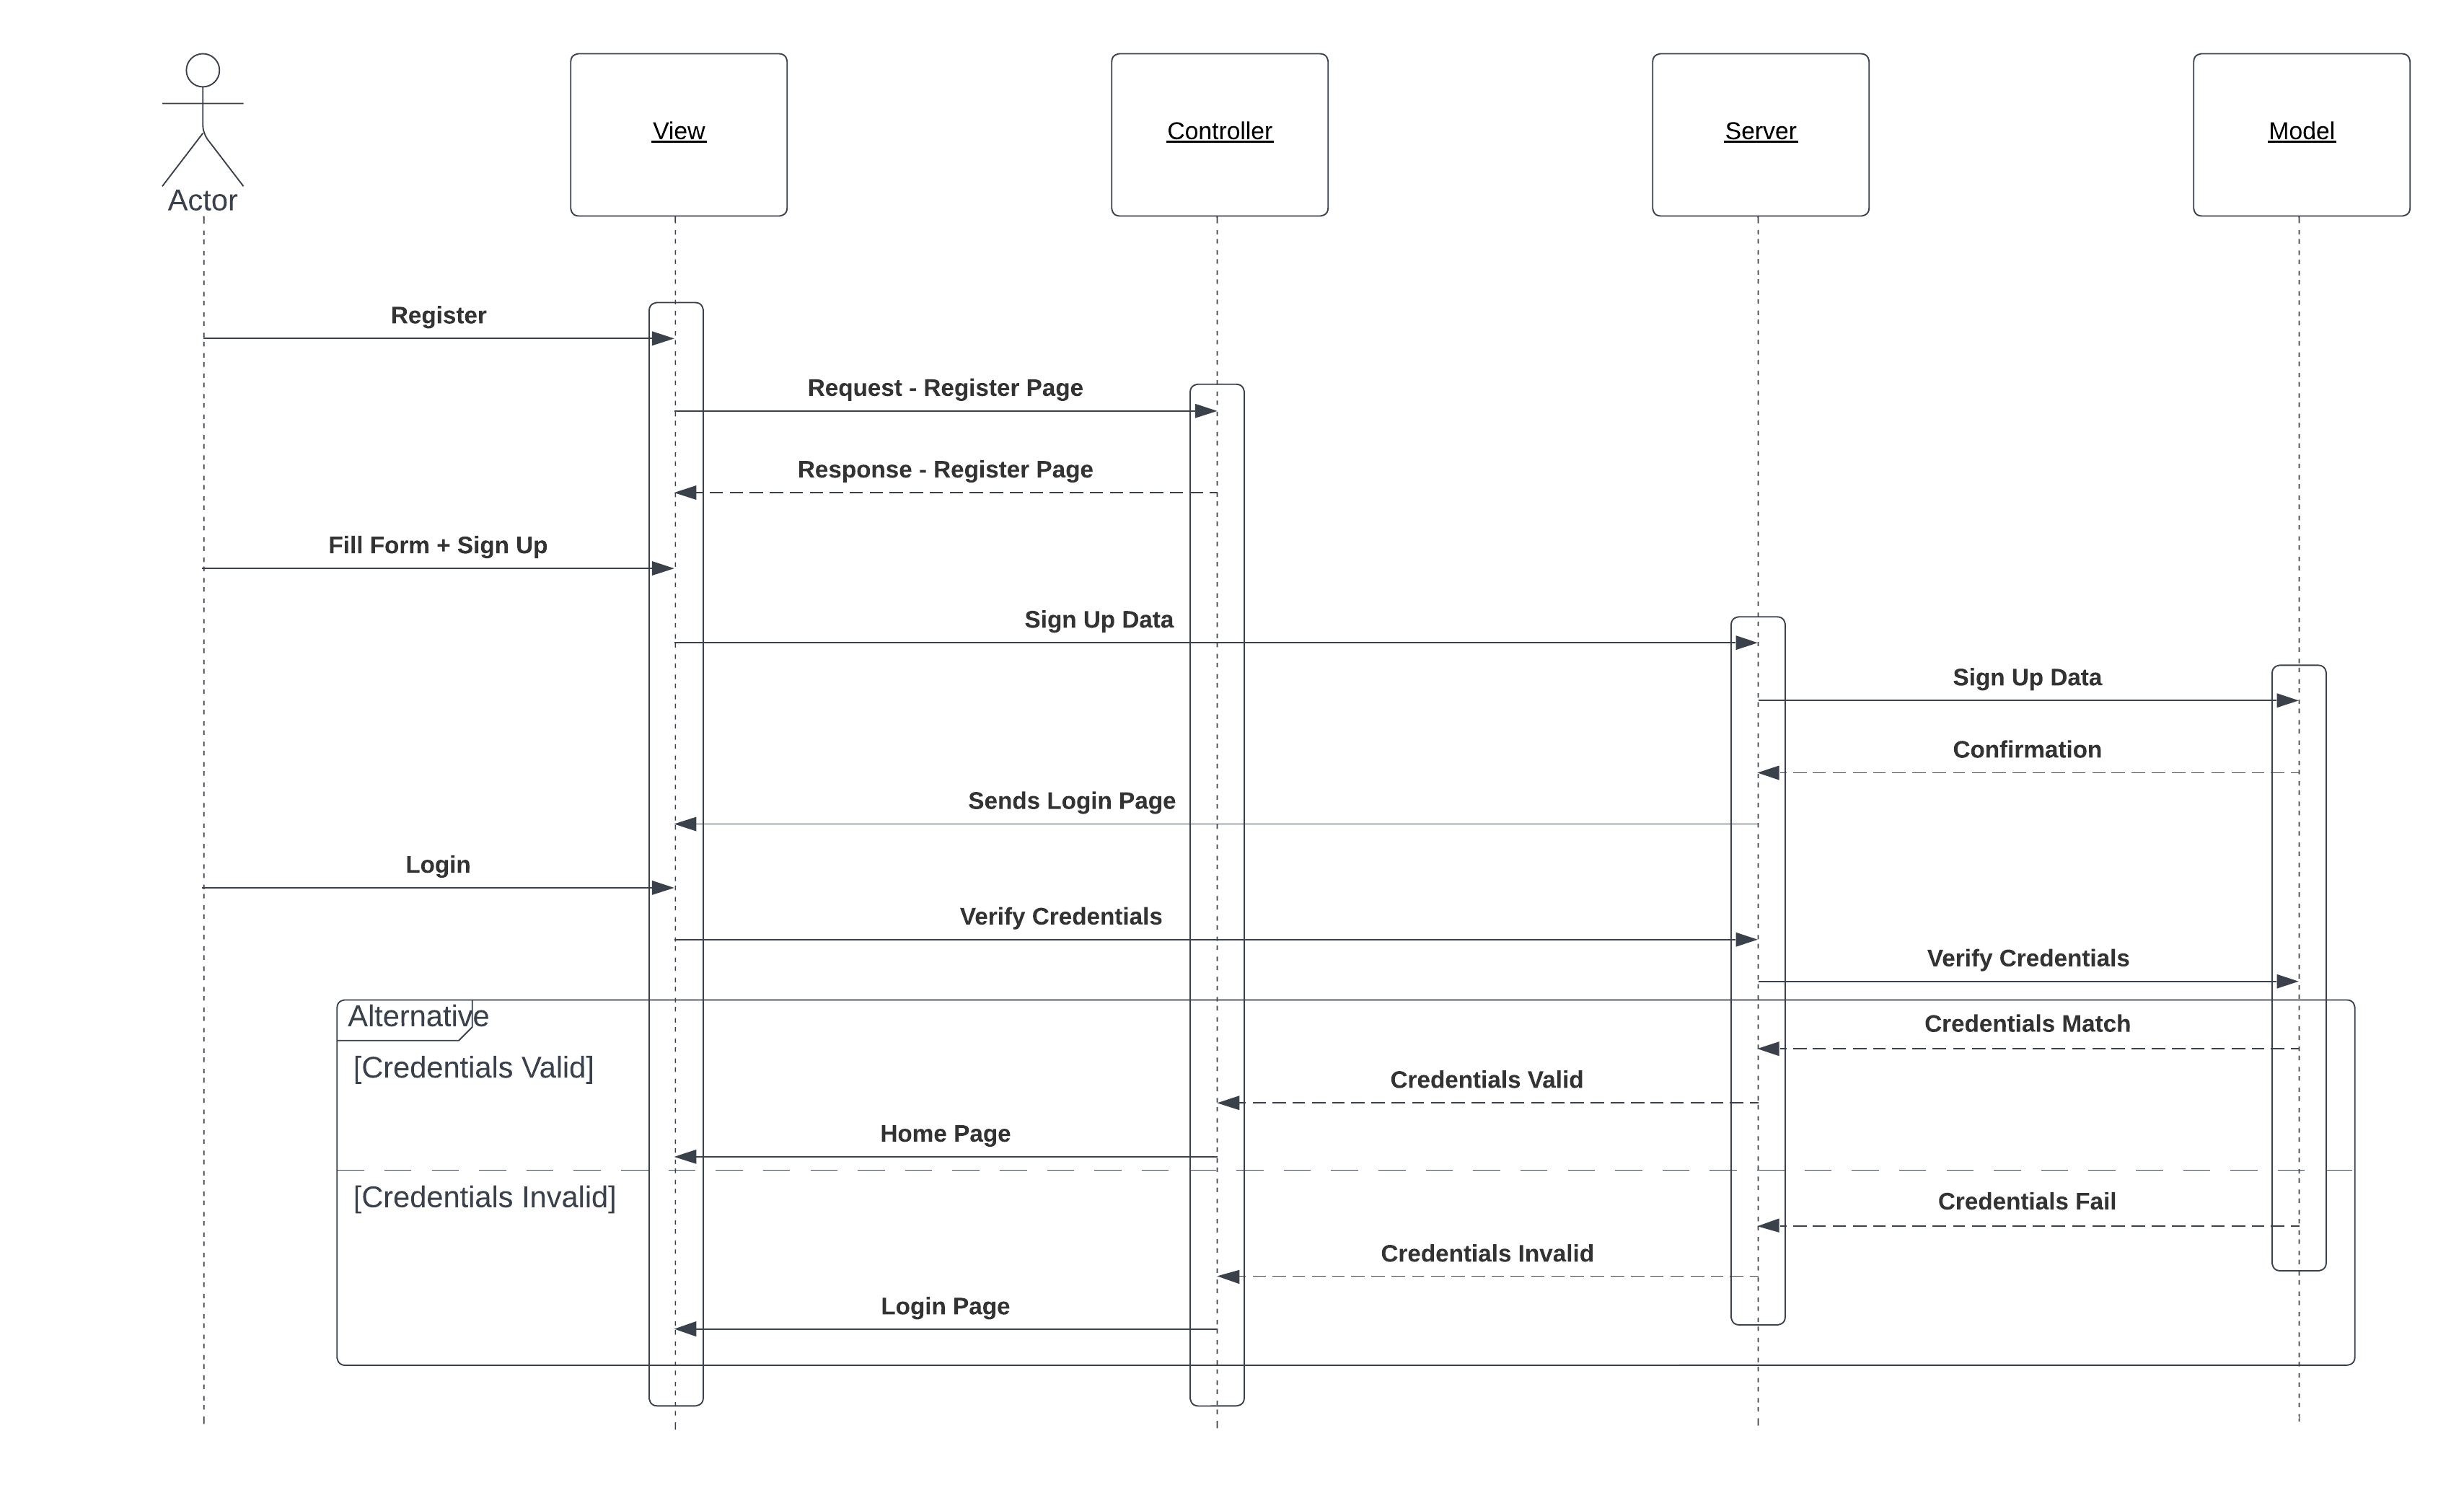 Actor
View
Controller
Server
Model
Register
Request - Register Page
Response - Register Page
Fill Form + Sign Up
Sign Up Data
Sign Up Data
Confirmation
Sends Login Page
Login
Verify Credentials
Verify Credentials
Alternative
Credentials Match
[Credentials Valid]
Credentials Valid
Home Page
[Credentials Invalid]
Credentials Fail
Credentials Invalid
Login Page